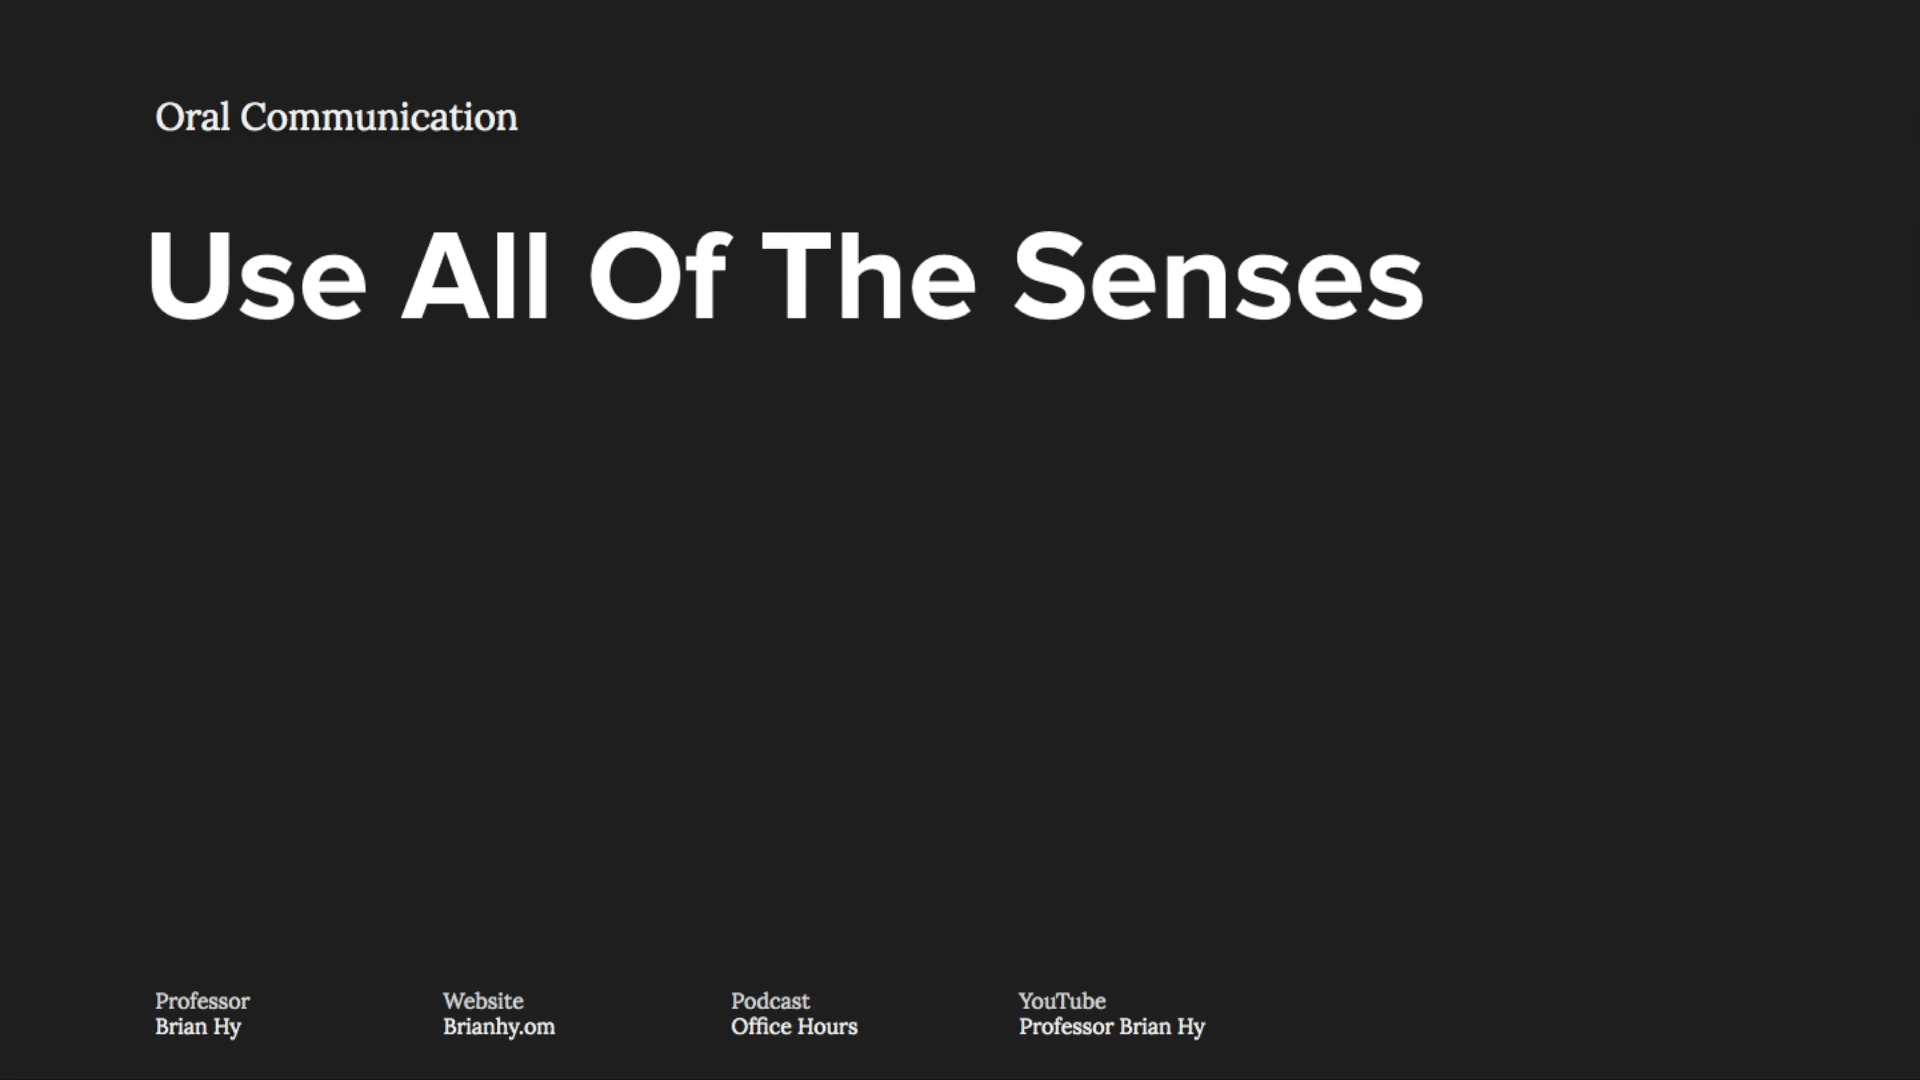 Oral Communication
Use All Of The Senses
Professor
Brian Hy
Website
Brianhy.om
Podcast
Office Hours
YouTube
Professor Brian Hy